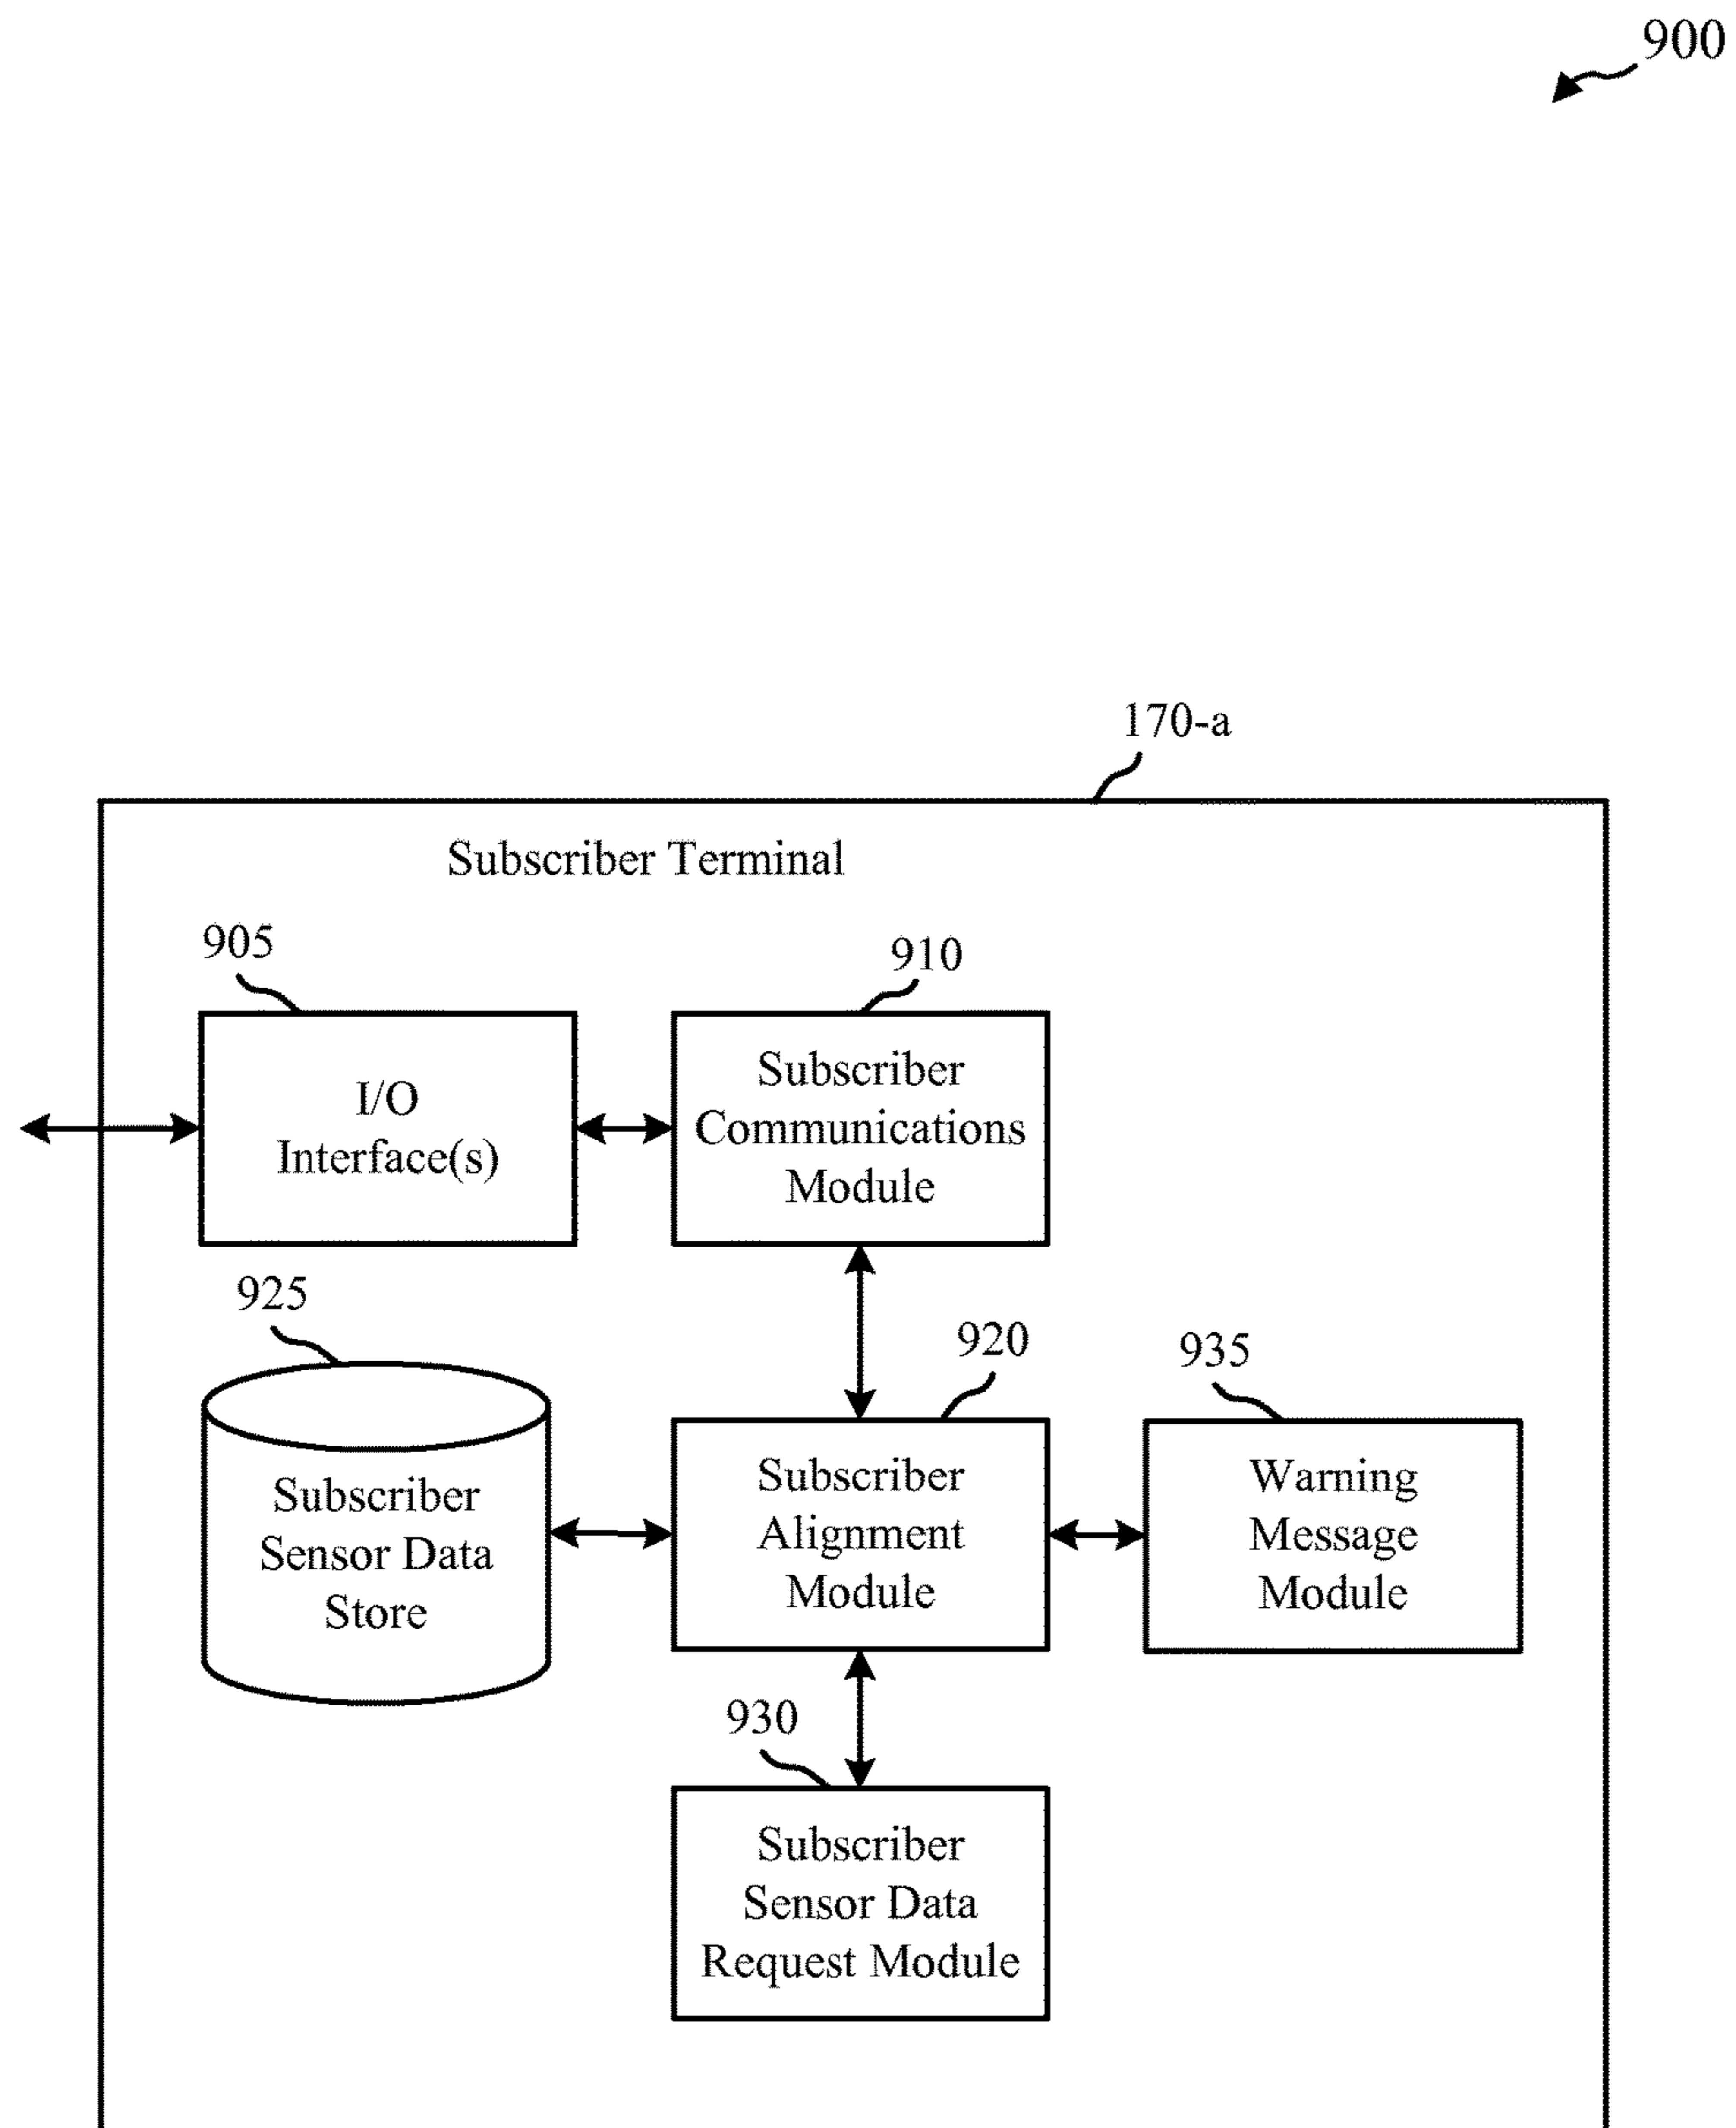 900
170-a
Subscriber Terminal
905
910
I/O
Interface(s)
Subscriber
Communications
Module
925
920
935
Subscriber
Sensor Data
Store
Subscriber
Alignment
Module
Warning
Message
Module
930
Subscriber
Sensor Data
Request Module